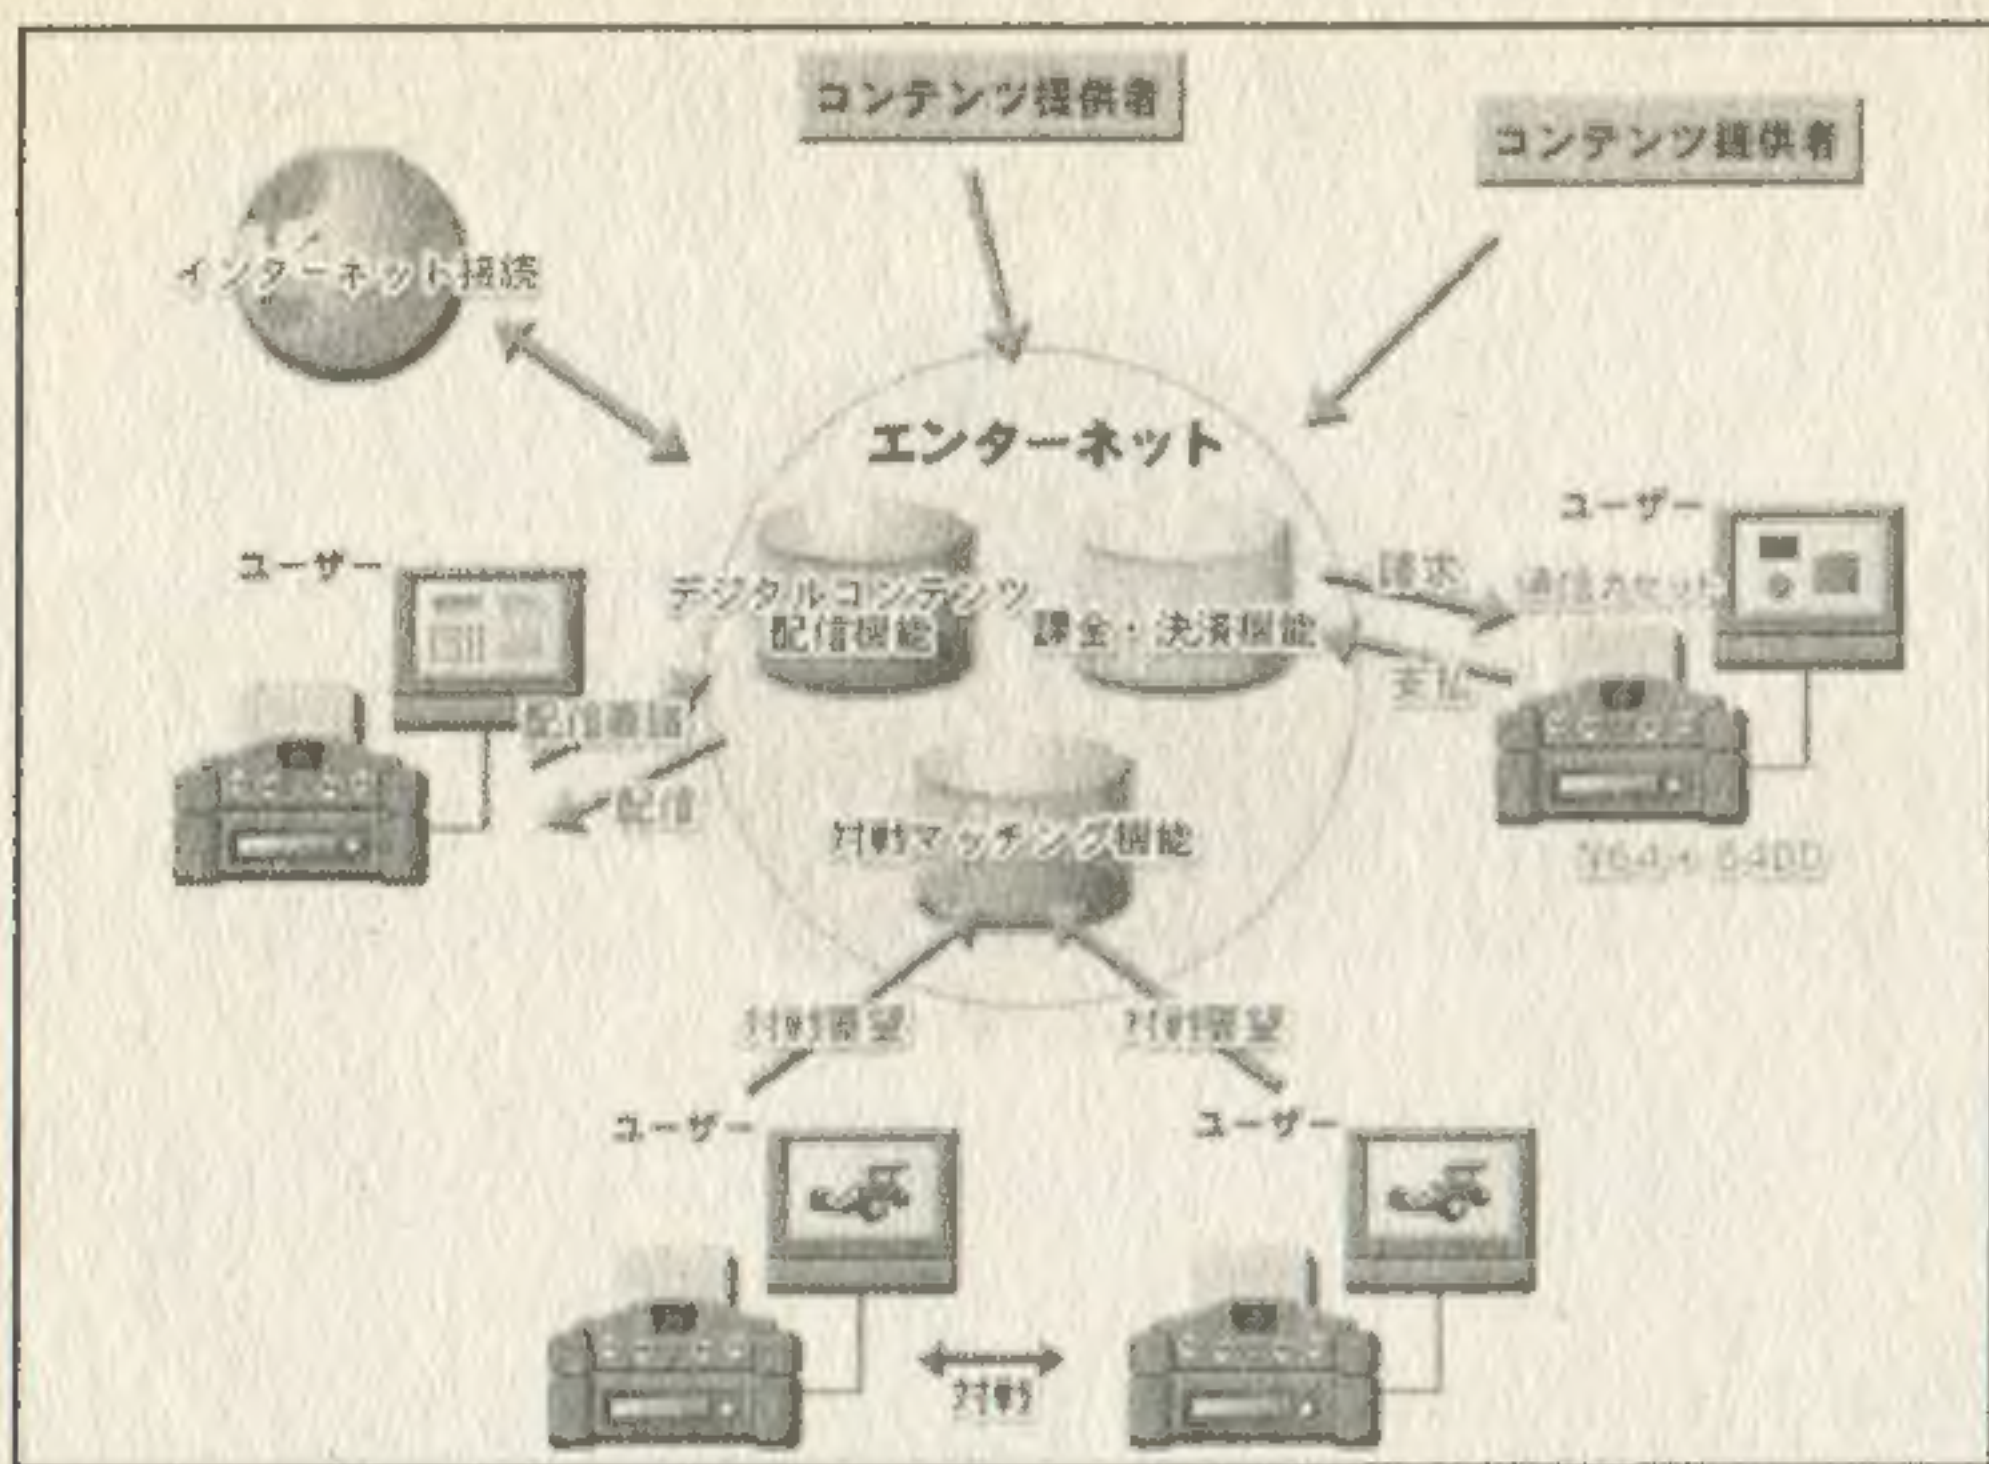 コンテンツ提供者
コンテンツ提供者
インターネット接続
エンターネット
ユーザー
ユーザー
デジタルコンテンツ
配信機能
課金・決済機能
請求
通信カセット
支払
配信要請
配信
対戦マッチング機能
N64+64DD
対戦要望
対戦要望
ユーザー
ユーザー
対戦